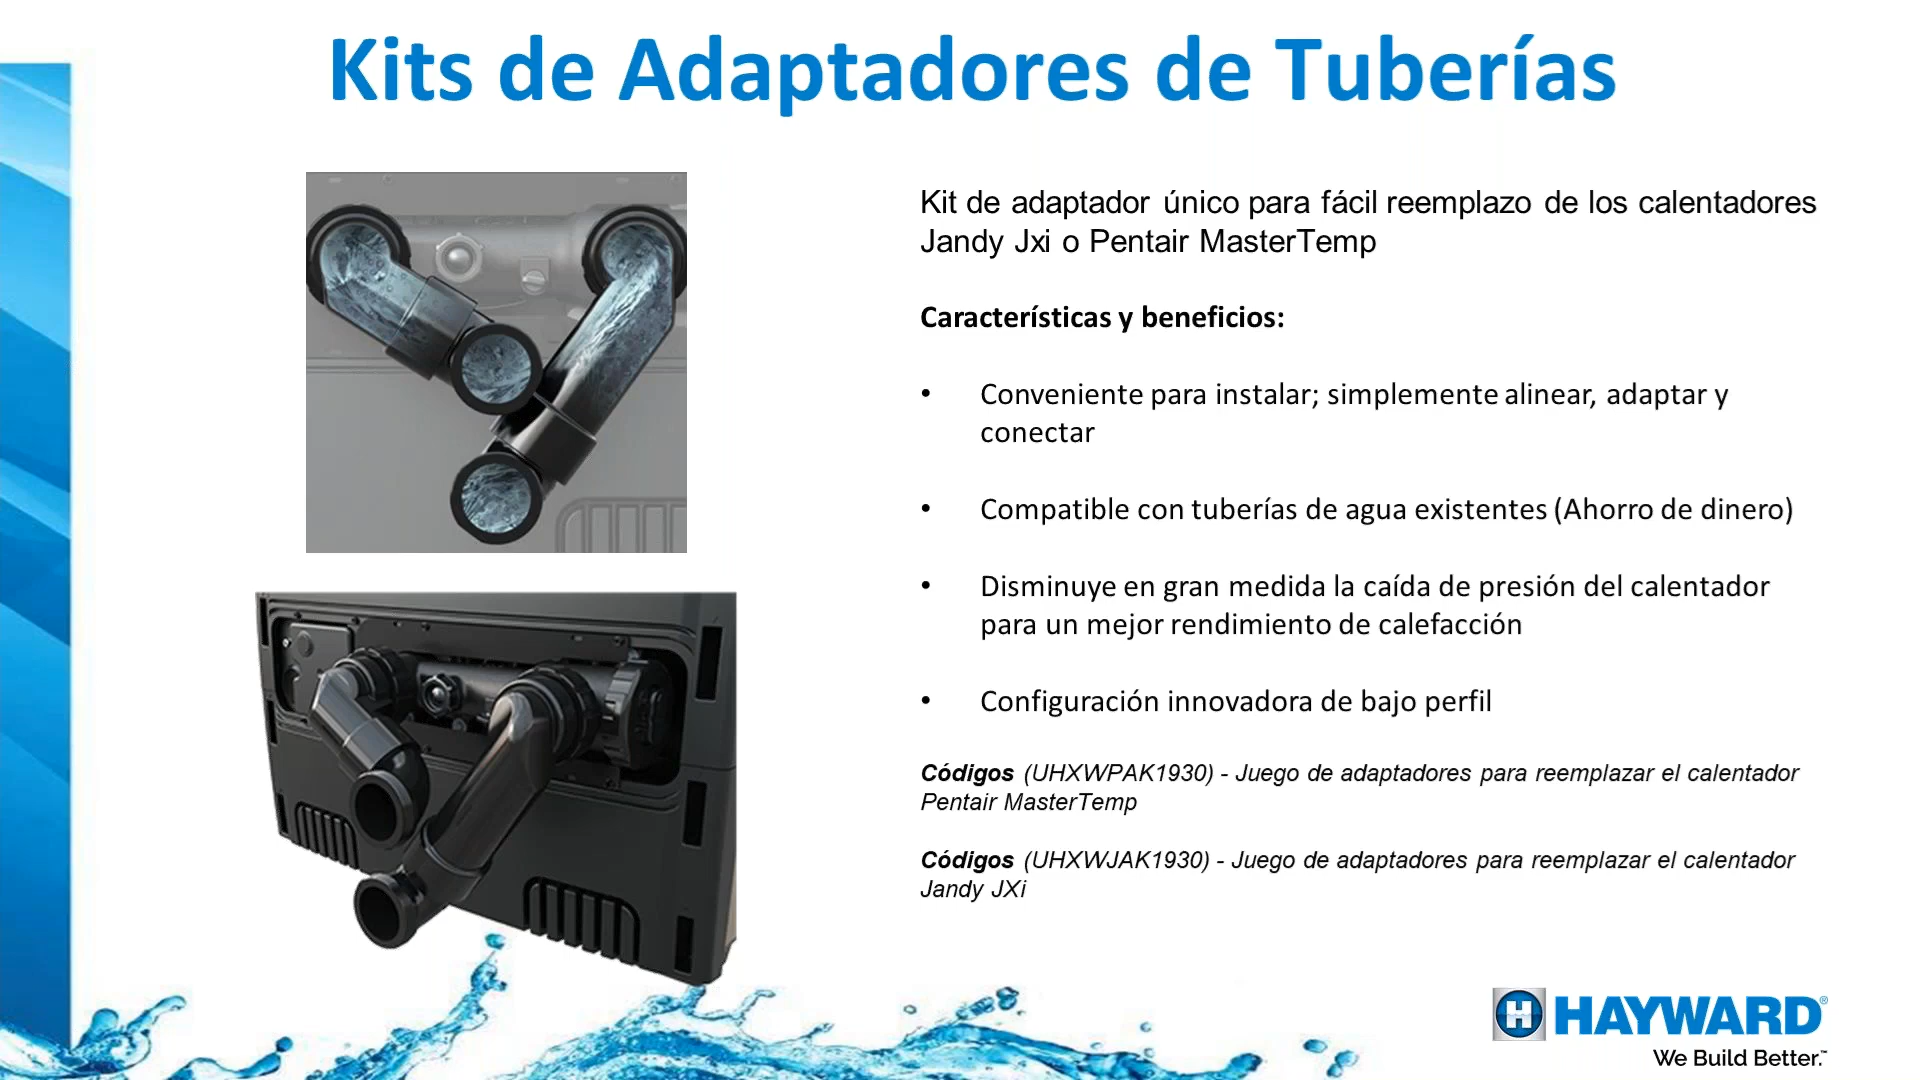 Kits de Adaptadores de Tuberías
Kit de adaptador único para fácil reemplazo de los calentadores
Jandy Jxi o Pentair MasterTemp
Características y beneficios:
• Conveniente para instalar; simplemente alinear, adaptar y
conectar
• Compatible con tuberías de agua existentes (Ahorro de dinero)
• Disminuye en gran medida la caída de presión del calentador
para un mejor rendimiento de calefacción
• Configuración innovadora de bajo perfil
Códigos (UHXWPAK1930) - Juego de adaptadores para reemplazar el calentador
Pentair MasterTemp
Códigos (UHXWJAK1930) - Juego de adaptadores para reemplazar el calentador
Jandy JXi
H HAYWARD®
We Build Better.™